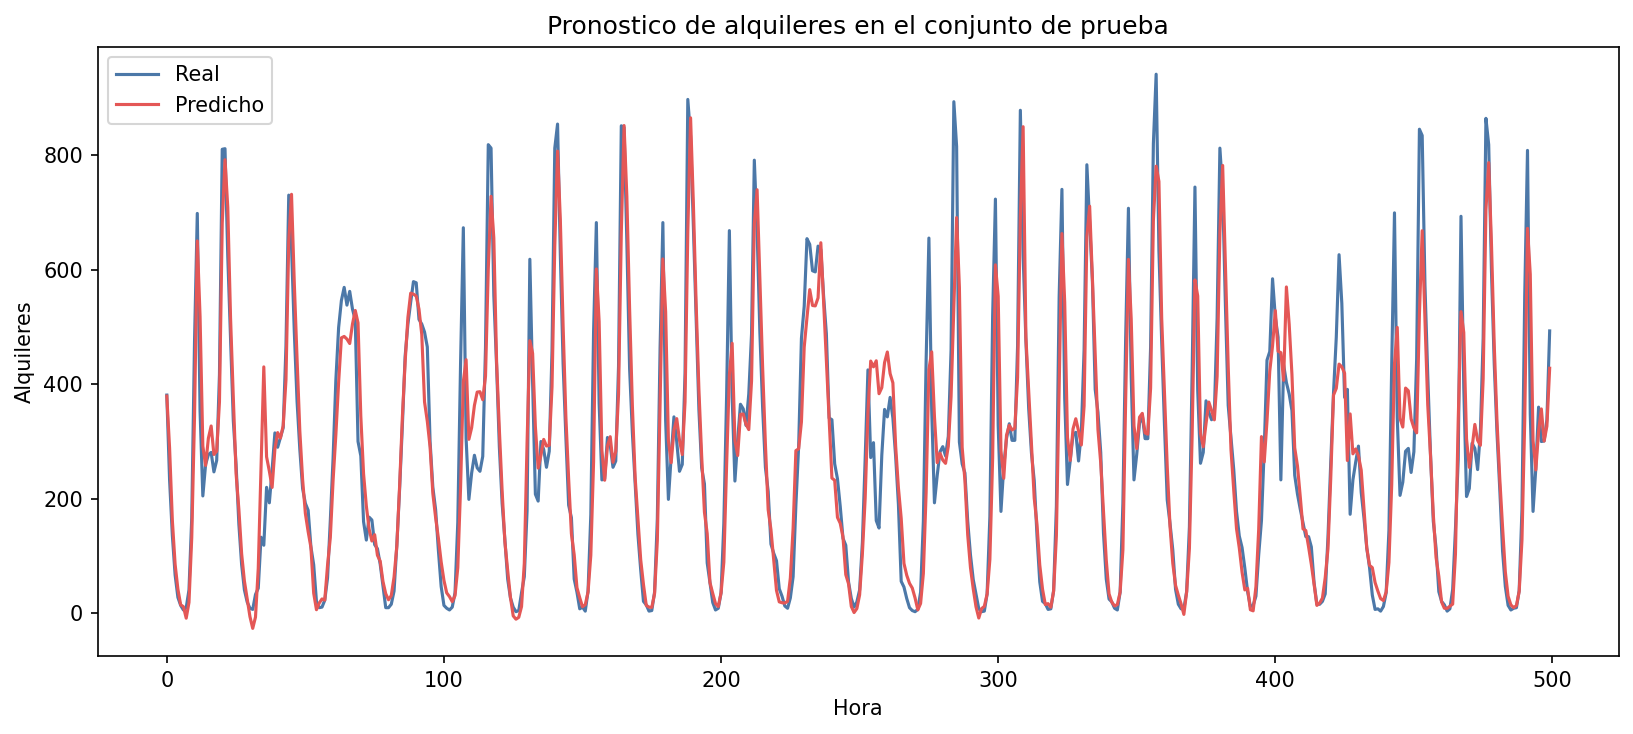 Pronostico de alquileres en el conjunto de prueba
Real
Predicho
Alquileres
800
600
400
200
0
0 100 200 300 400 500
Hora